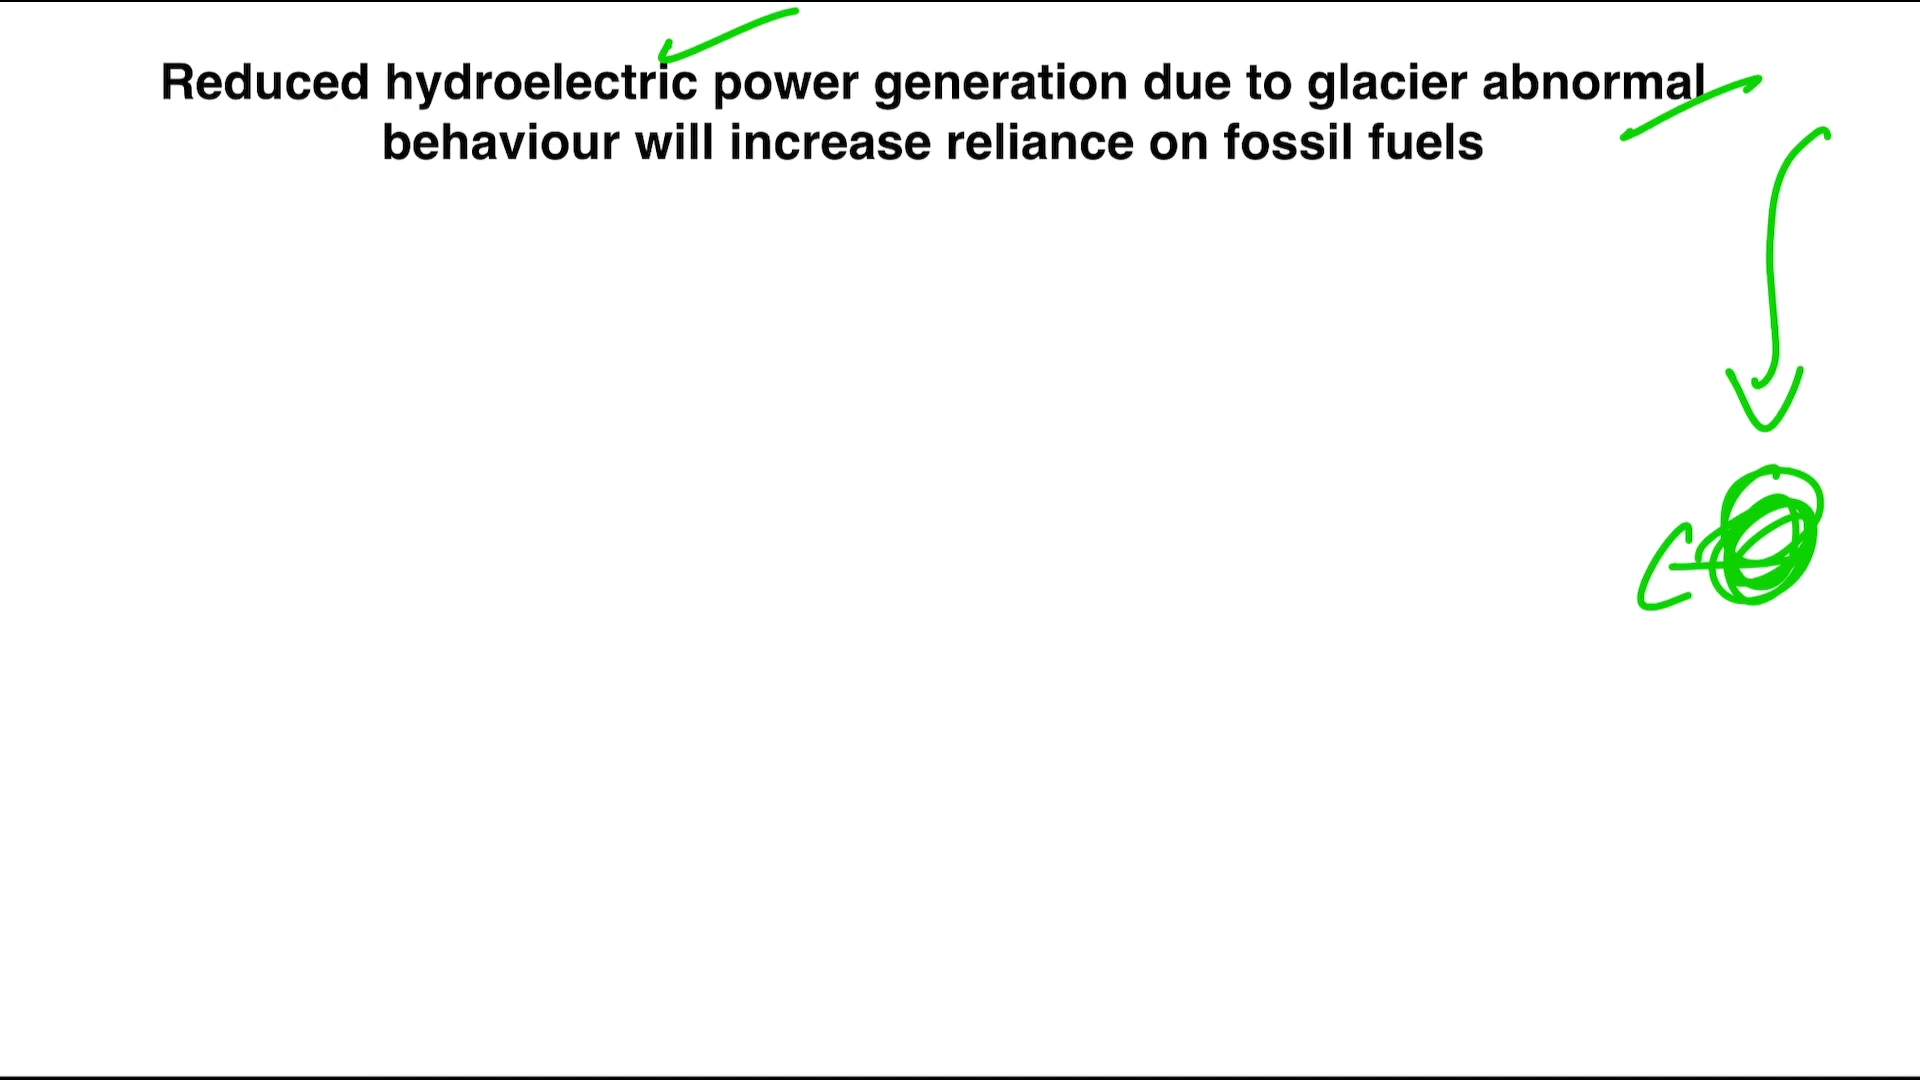 Reduced hydroelectric power generation due to glacier abnormal
behaviour will increase reliance on fossil fuels